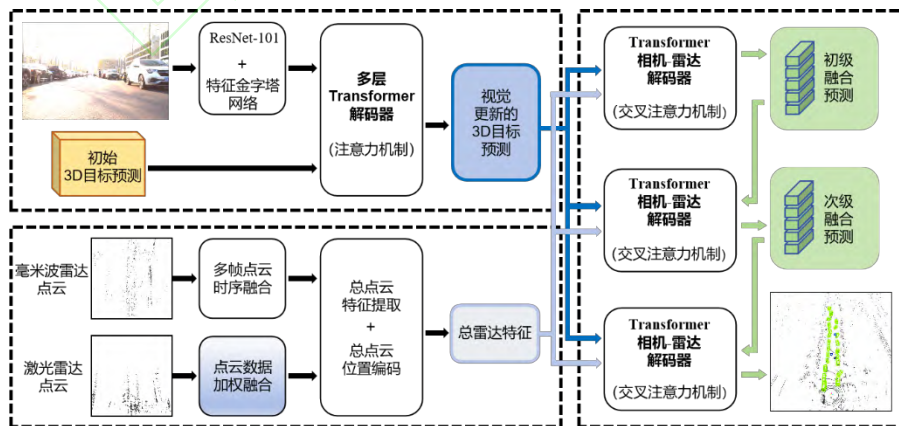 ResNet-101
+
特征金字塔
网络
初始
3D目标预测
多层
Transformer
解码器
(注意力机制)
视觉
更新的
3D目标
预测
毫米波雷达
点云
多帧点云
时序融合
激光雷达
点云
点云数据
加权融合
总点云
特征提取
+
总点云
位置编码
总雷达特征
Transformer
相机-雷达
解码器
(交叉注意力机制)
初级
融合
预测
Transformer
相机-雷达
解码器
(交叉注意力机制)
次级
融合
预测
Transformer
相机-雷达
解码器
(交叉注意力机制)